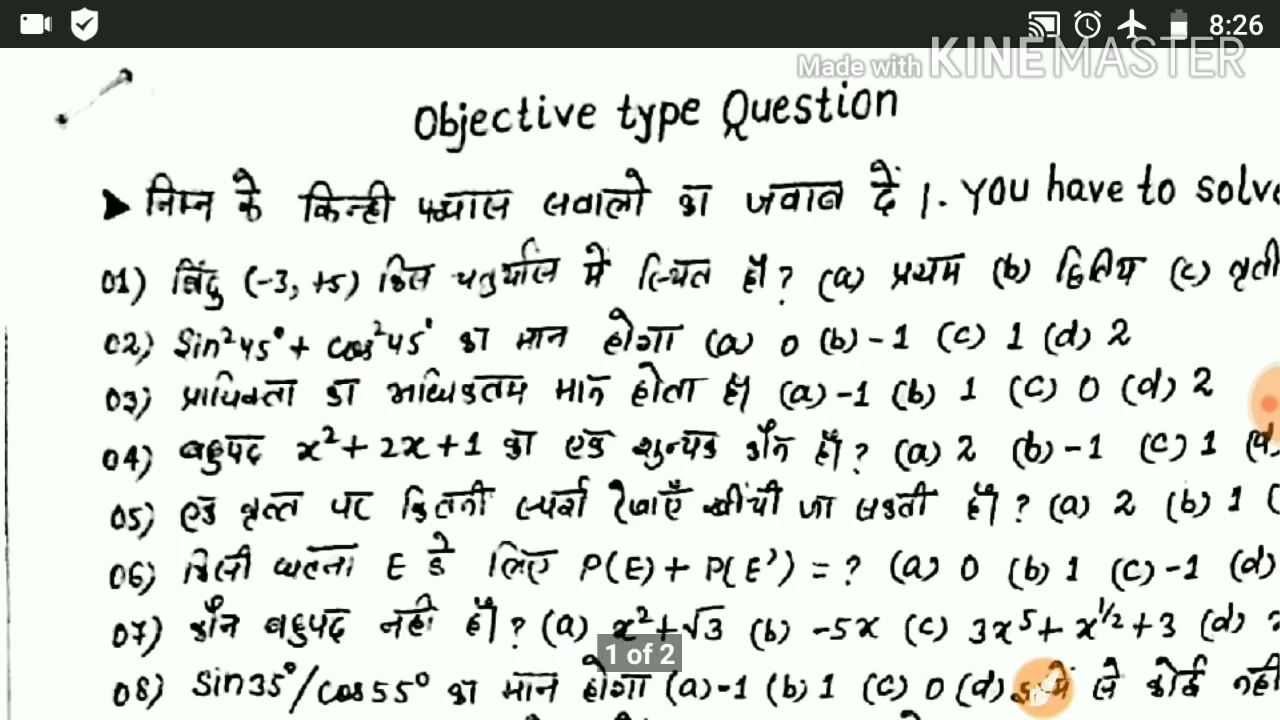 8:26
Made with KINEMASTER
Objective type Question
निम्न के किन्ही पच्चास सवालो का जवाब दें 1. You have to solve
01) बिंदु (-3, +5) किस चतुर्थांस मे स्थित है? (a) प्रथम (b) द्वितिय (c) तृती
02) Sin²45° + cos²45° का मान होगा (a) 0 (b) -1 (c) 1 (d) 2
03) प्रायिकता का अधिकतम मान होता है। (a) -1 (b) 1 (c) 0 (d) 2
04) बहुपद x² + 2x + 1 का एक शुन्यक कौन है? (a) 2 (b) -1 (c) 1 (d)
05) एक वृत्त पर कितनी स्पर्श रेखाएँ खींची जा सकती है? (a) 2 (b) 1 (
06) किसी घटना E के लिए P(E) + P(E') = ? (a) 0 (b) 1 (c) -1 (d)
07) कौन बहुपद नही है? (a) x² + √3 (b) -5x (c) 3x⁵ + x^1/2 + 3 (d)
1 of 2
08) Sin35°/cos55° का मान होगा (a) -1 (b) 1 (c) 0 (d) से कोई नही